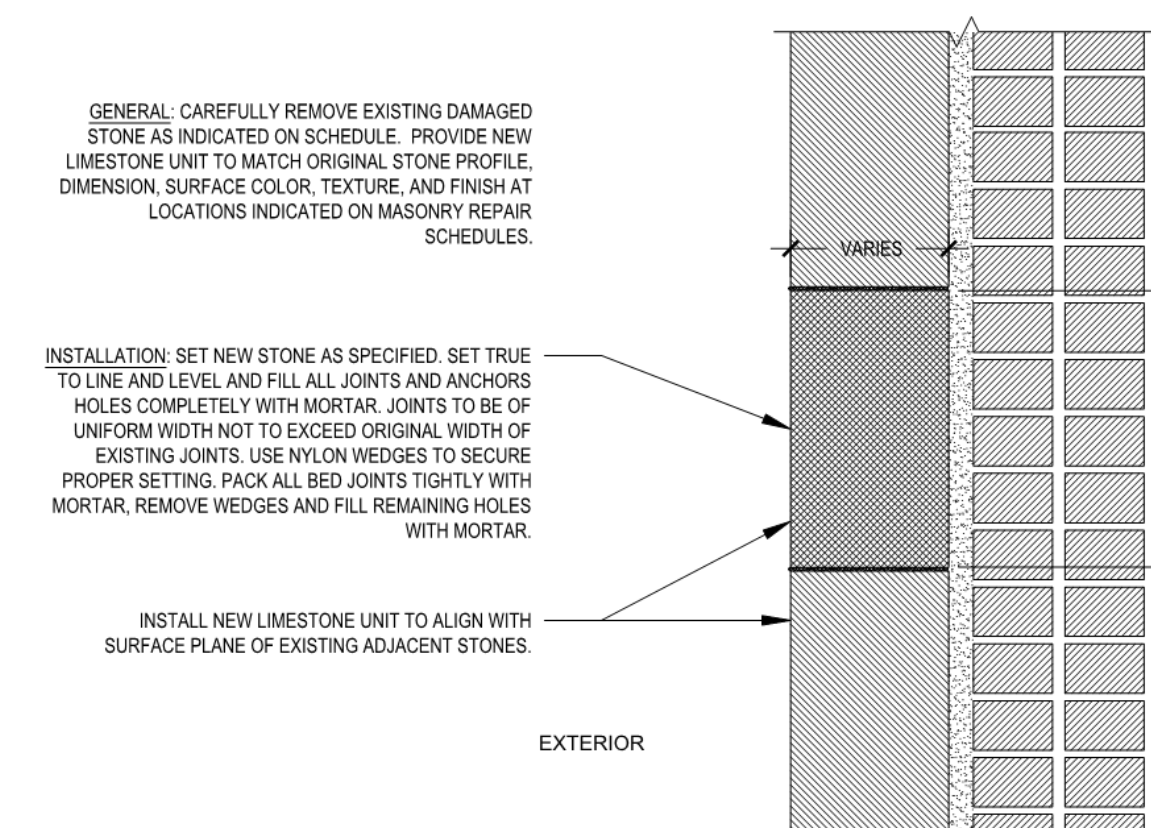 GENERAL: CAREFULLY REMOVE EXISTING DAMAGED
STONE AS INDICATED ON SCHEDULE. PROVIDE NEW
LIMESTONE UNIT TO MATCH ORIGINAL STONE PROFILE,
DIMENSION, SURFACE COLOR, TEXTURE, AND FINISH AT
LOCATIONS INDICATED ON MASONRY REPAIR
SCHEDULES.
VARIES
INSTALLATION: SET NEW STONE AS SPECIFIED. SET TRUE
TO LINE AND LEVEL AND FILL ALL JOINTS AND ANCHORS
HOLES COMPLETELY WITH MORTAR. JOINTS TO BE OF
UNIFORM WIDTH NOT TO EXCEED ORIGINAL WIDTH OF
EXISTING JOINTS. USE NYLON WEDGES TO SECURE
PROPER SETTING. PACK ALL BED JOINTS TIGHTLY WITH
MORTAR, REMOVE WEDGES AND FILL REMAINING HOLES
WITH MORTAR.
INSTALL NEW LIMESTONE UNIT TO ALIGN WITH
SURFACE PLANE OF EXISTING ADJACENT STONES.
EXTERIOR